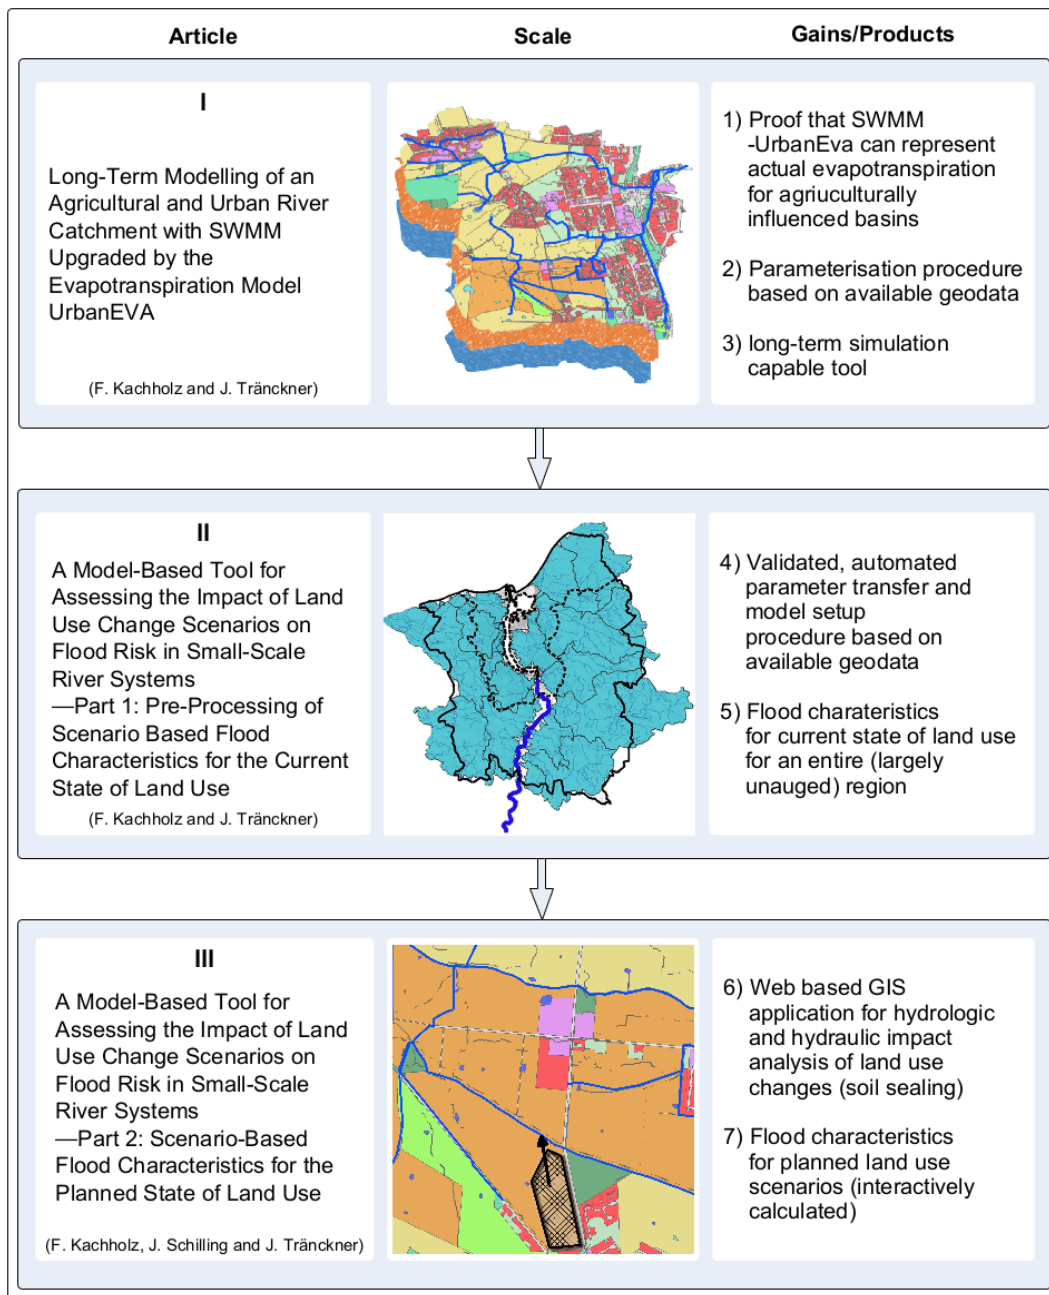 Article
Scale
Gains/Products
I
Long-Term Modelling of an
Agricultural and Urban River
Catchment with SWMM
Upgraded by the
Evapotranspiration Model
UrbanEVA
(F. Kachholz and J. Tränckner)
1) Proof that SWMM
-UrbanEva can represent
actual evapotranspiration
for agriuculturally
influenced basins
2) Parameterisation procedure
based on available geodata
3) long-term simulation
capable tool
II
A Model-Based Tool for
Assessing the Impact of Land
Use Change Scenarios on
Flood Risk in Small-Scale
River Systems
—Part 1: Pre-Processing of
Scenario Based Flood
Characteristics for the Current
State of Land Use
(F. Kachholz and J. Tränckner)
4) Validated, automated
parameter transfer and
model setup
procedure based on
available geodata
5) Flood charateristics
for current state of land use
for an entire (largely
unauged) region
III
A Model-Based Tool for
Assessing the Impact of Land
Use Change Scenarios on
Flood Risk in Small-Scale
River Systems
—Part 2: Scenario-Based
Flood Characteristics for the
Planned State of Land Use
(F. Kachholz, J. Schilling and J. Tränckner)
6) Web based GIS
application for hydrologic
and hydraulic impact
analysis of land use
changes (soil sealing)
7) Flood characteristics
for planned land use
scenarios (interactively
calculated)